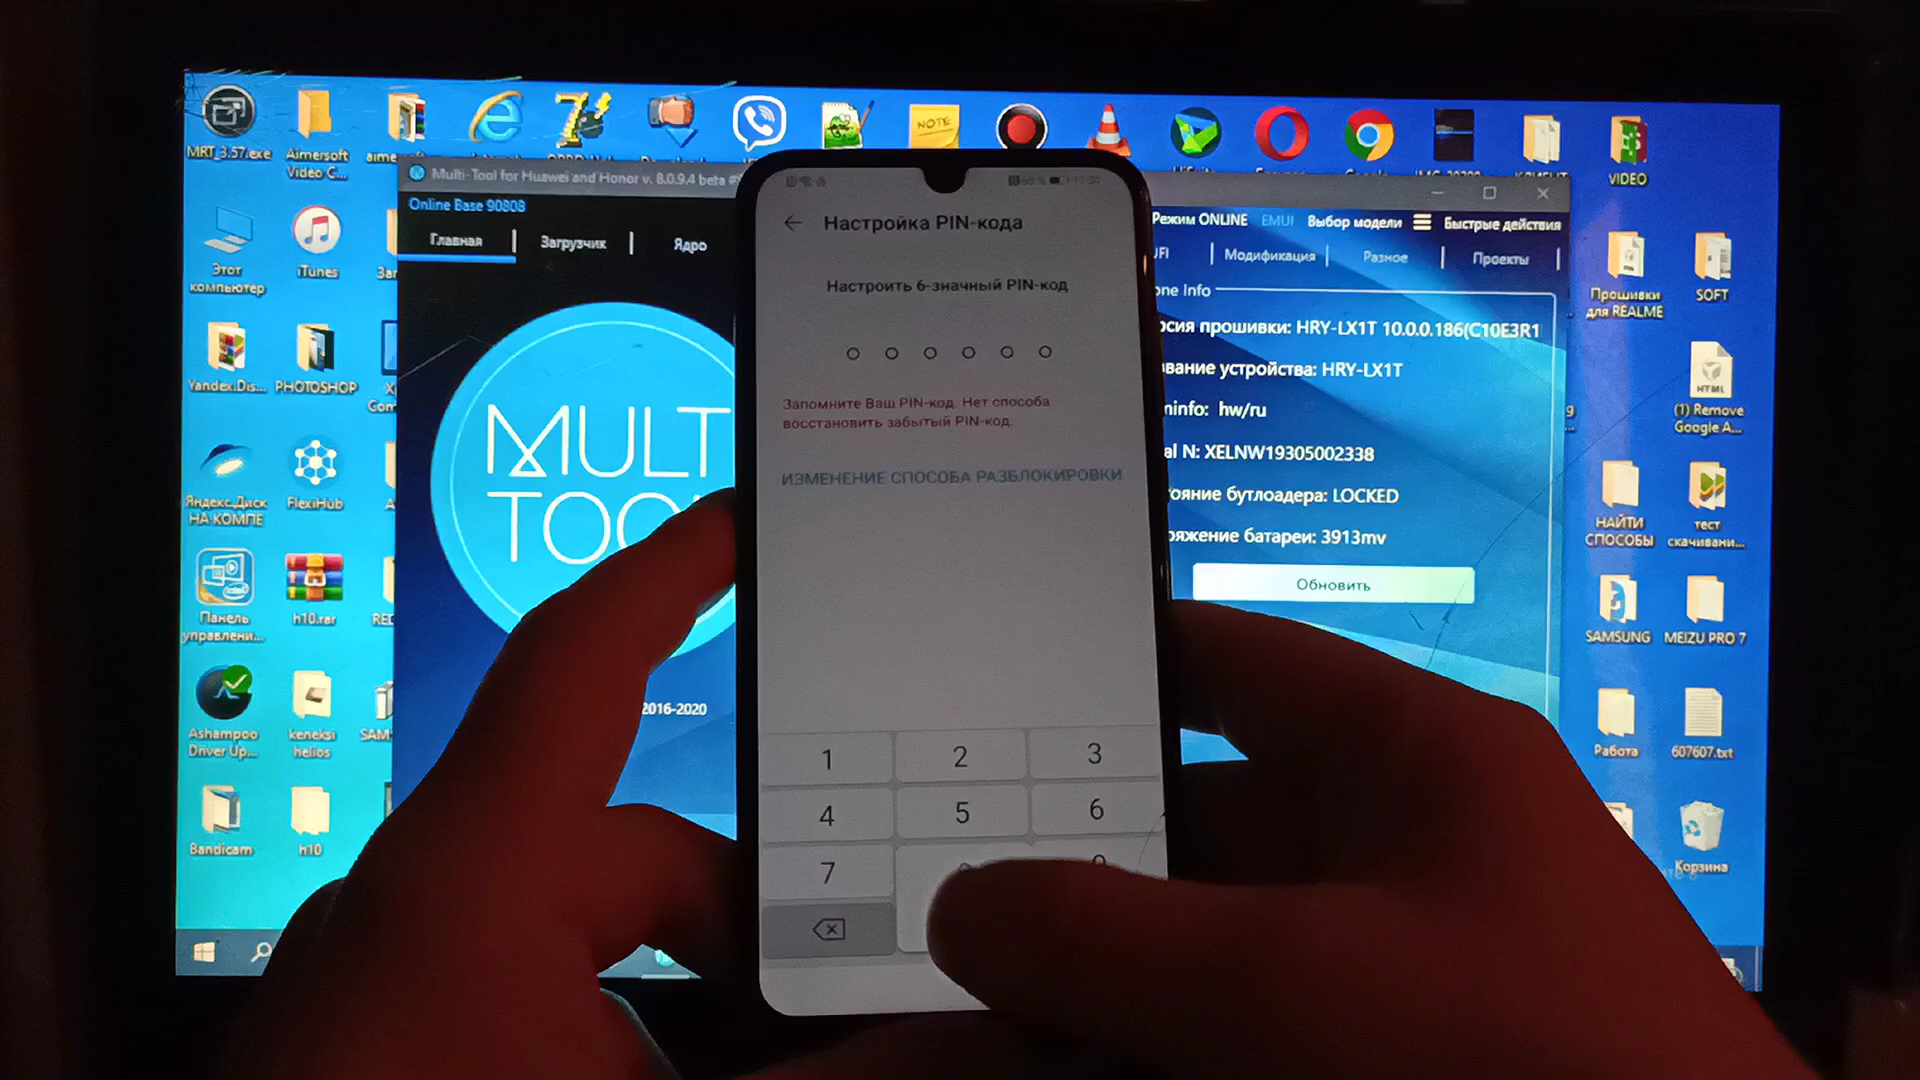 MRT_3.57.exe
Aimersoft
Video C...
NOTE
VIDEO
Этот
компьютер
iTunes
Yandex.Dis...
PHOTOSHOP
Яндекс.Диск
НА КОМПЕ
FlexiHub
Панель
управлени...
h10.rar
Ashampoo
Driver Up...
keneksi
helios
Bandicam
h10
Multi-Tool for Huawei and Honor v. 8.0.9.4 beta
Online Base 90808
Главная
Загрузчик
Ядро
MULT
TOO
2016-2020
Настройка PIN-кода
Настроить 6-значный PIN-код
Запомните Ваш PIN-код. Нет способа
восстановить забытый PIN-код.
ИЗМЕНЕНИЕ СПОСОБА РАЗБЛОКИРОВКИ
1
2
3
4
5
6
7
Режим ONLINE
EMUI
Выбор модели
Быстрые действия
Модификация
Разное
Проекты
one Info
рсия прошивки: HRY-LX1T 10.0.0.186(C10E3R1
звание устройства: HRY-LX1T
minfo: hw/ru
al N: XELNW19305002338
тояние бутлоадера: LOCKED
ряжение батареи: 3913mv
Обновить
Прошивки
для REALME
SOFT
HTML
(1) Remove
Google A...
НАЙТИ
СПОСОБЫ
тест
скачивани...
SAMSUNG
MEIZU PRO 7
Работа
607607.txt
Корзина